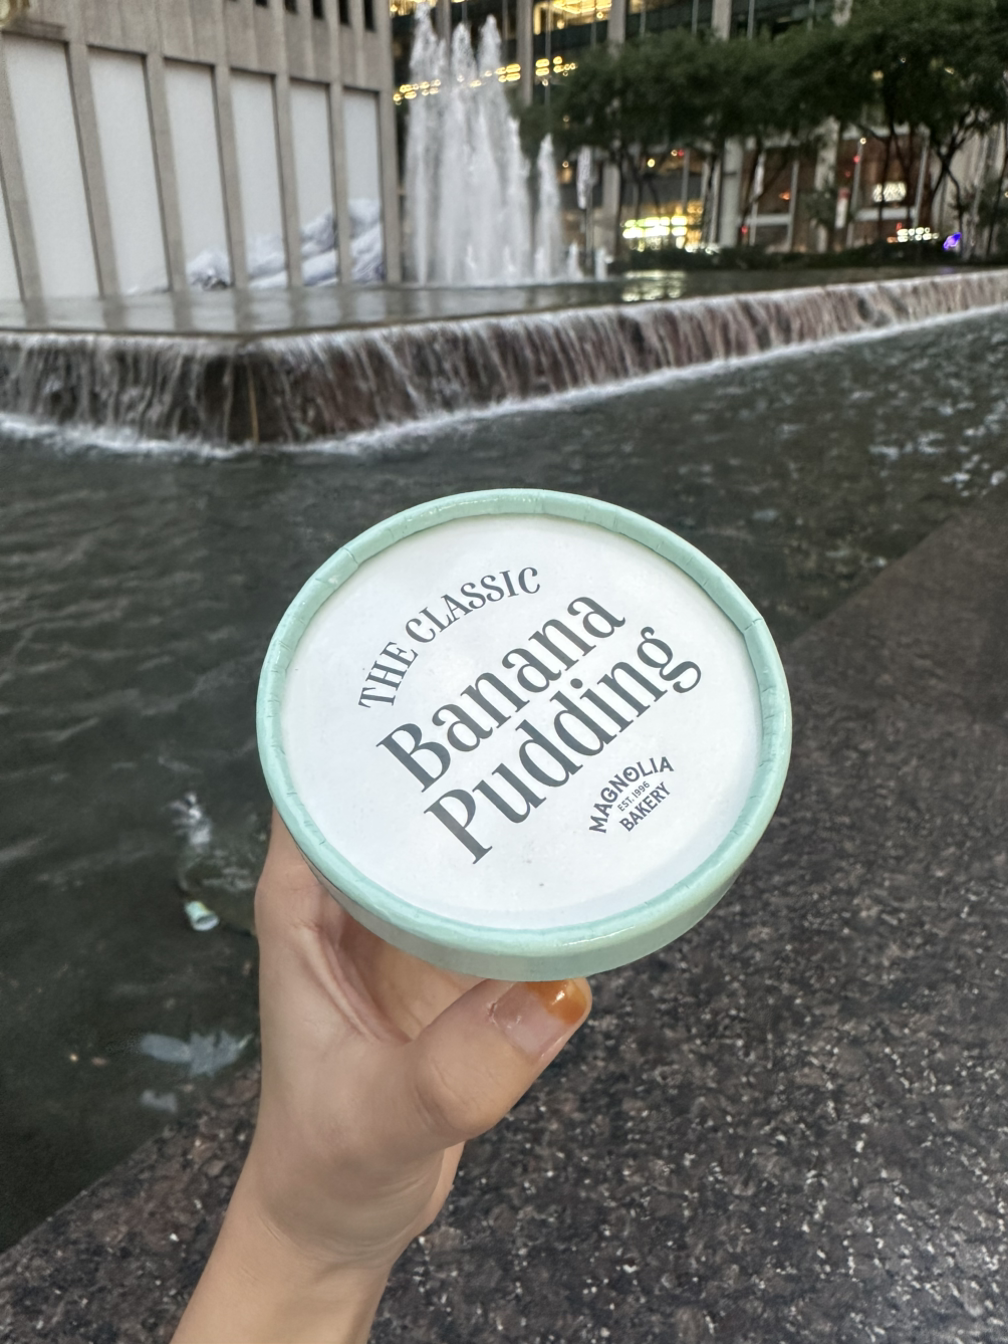 THE CLASSIC
Banana
Pudding
MAGNOLIA
EST. 1996
BAKERY